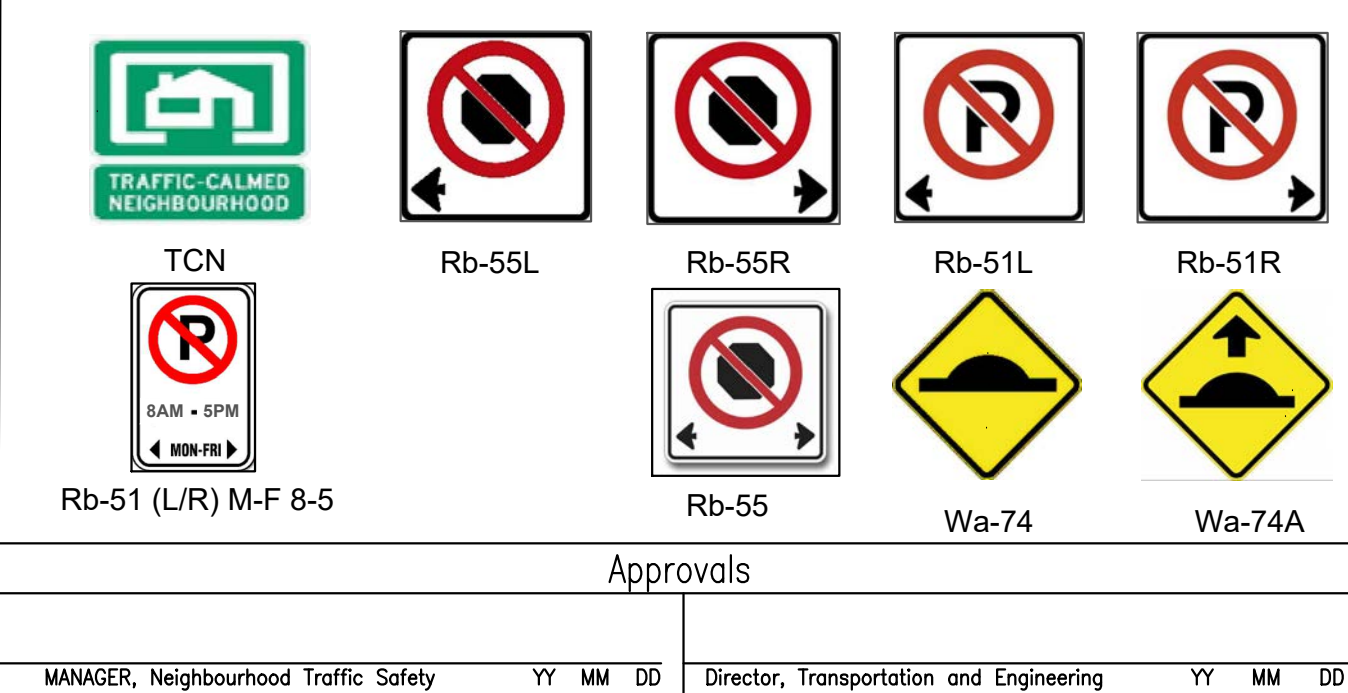 TRAFFIC-CALMED
NEIGHBOURHOOD
P
P
TCN
Rb-55L
Rb-55R
Rb-51L
Rb-51R
P
8AM - 5PM
MON-FRI
Rb-51 (L/R) M-F 8-5
Rb-55
Wa-74
Wa-74A
Approvals
MANAGER, Neighbourhood Traffic Safety YY MM DD
Director, Transportation and Engineering YY MM DD